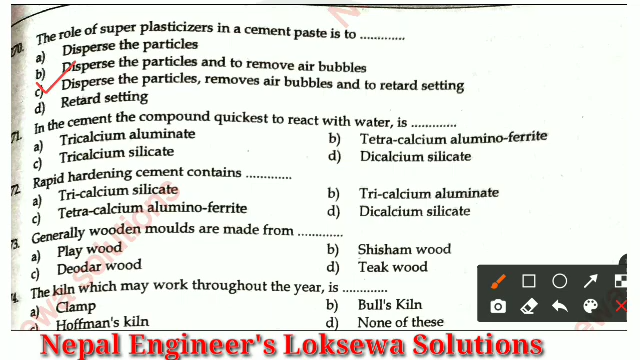 70. The role of super plasticizers in a cement paste is to .............
a) Disperse the particles
b) Disperse the particles and to remove air bubbles
c) Disperse the particles, removes air bubbles and to retard setting
d) Retard setting
71. In the cement the compound quickest to react with water, is .............
a) Tricalcium aluminate b) Tetra-calcium alumino-ferrite
c) Tricalcium silicate d) Dicalcium silicate
72. Rapid hardening cement contains .............
a) Tri-calcium silicate b) Tri-calcium aluminate
c) Tetra-calcium alumino-ferrite d) Dicalcium silicate
73. Generally wooden moulds are made from .............
a) Play wood b) Shisham wood
c) Deodar wood d) Teak wood
4. The kiln which may work throughout the year, is .............
a) Clamp b) Bull's Kiln
c) Hoffman's kiln d) None of these
Nepal Engineer's Loksewa Solutions